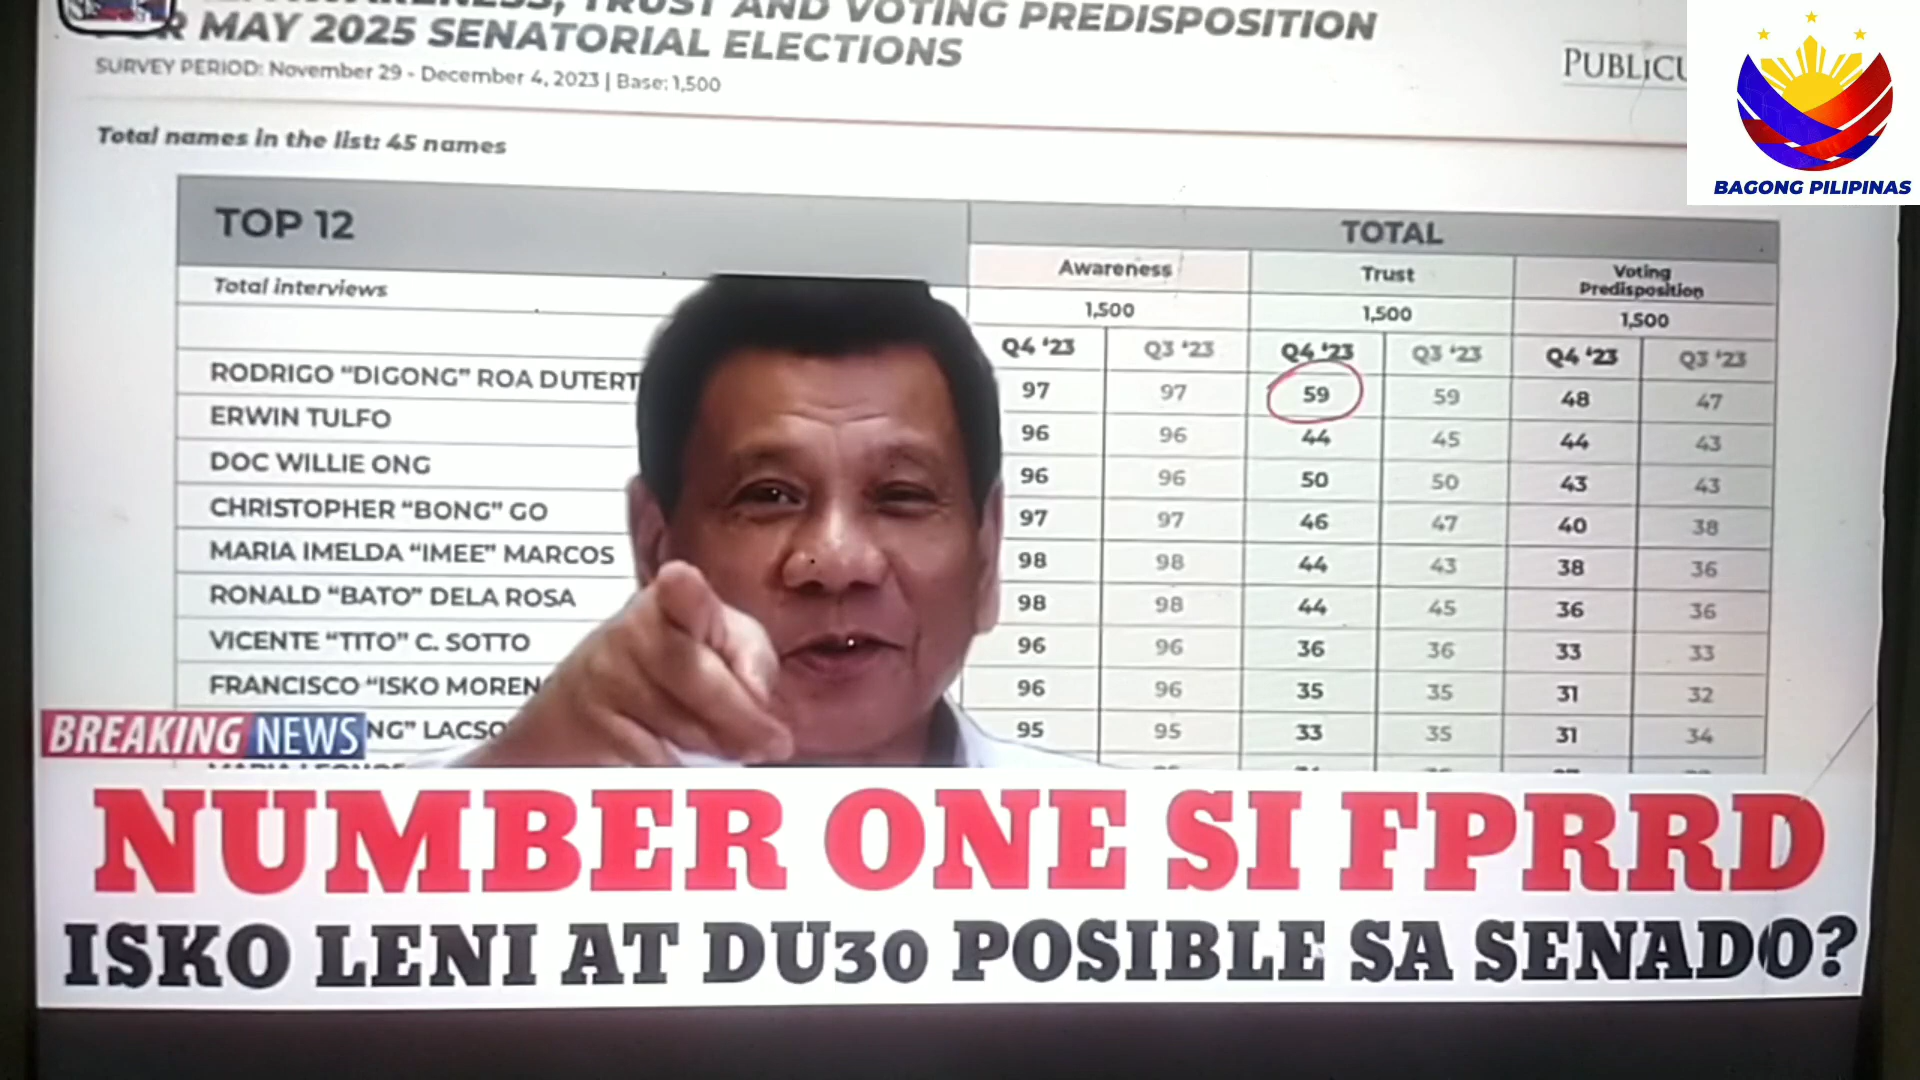 TRUST AND VOTING PREDISPOSITION
MAY 2025 SENATORIAL ELECTIONS
SURVEY PERIOD: November 29 - December 4, 2023 | Base: 1,500
BAGONG PILIPINAS
Total names in the list: 45 names
TOP 12 TOTAL
Total interviews Awareness Trust Voting Predisposition
1,500 1,500 1,500
Q4 '23 Q3 '23 Q4 '23 Q3 '23 Q4 '23 Q3 '23
RODRIGO "DIGONG" ROA DUTERT 97 97 59 59 48 47
ERWIN TULFO 96 96 44 45 44 43
DOC WILLIE ONG 96 96 50 50 43 43
CHRISTOPHER "BONG" GO 97 97 46 47 40 38
MARIA IMELDA "IMEE" MARCOS 98 98 44 43 38 36
RONALD "BATO" DELA ROSA 98 98 44 45 36 36
VICENTE "TITO" C. SOTTO 96 96 36 36 33 33
FRANCISCO "ISKO MOREN 96 96 35 35 31 32
NG" LACSO 95 95 33 35 31 34
BREAKING NEWS
NUMBER ONE SI FPRRD
ISKO LENI AT DU30 POSIBLE SA SENADO?